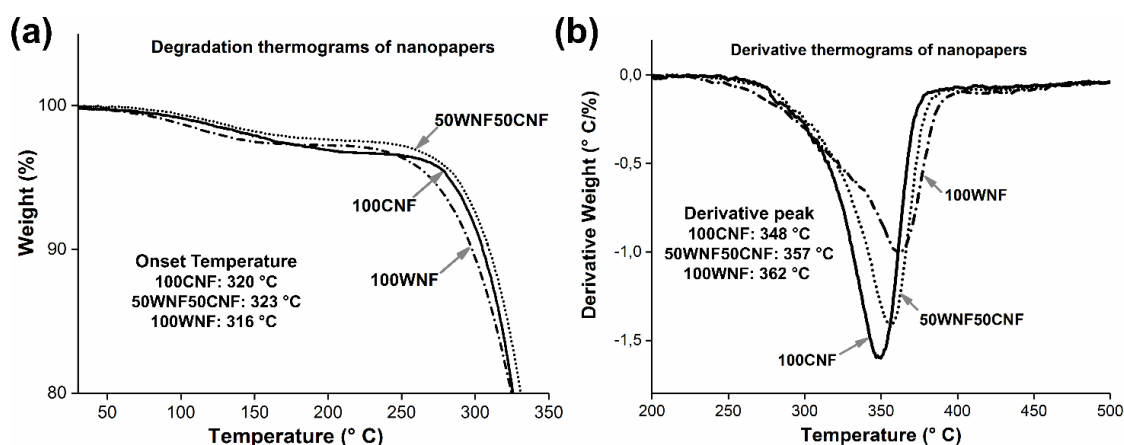 (a)
Degradation thermograms of nanopapers
100
90
80
Weight (%)
50WNF50CNF
100CNF
100WNF
Onset Temperature
100CNF: 320 °C
50WNF50CNF: 323 °C
100WNF: 316 °C
50 100 150 200 250 300 350
Temperature (° C)
(b)
Derivative thermograms of nanopapers
0,0
-0,5
-1,0
-1,5
Derivative Weight (° C/%)
100WNF
Derivative peak
100CNF: 348 °C
50WNF50CNF: 357 °C
100WNF: 362 °C
50WNF50CNF
100CNF
200 250 300 350 400 450 500
Temperature (° C)